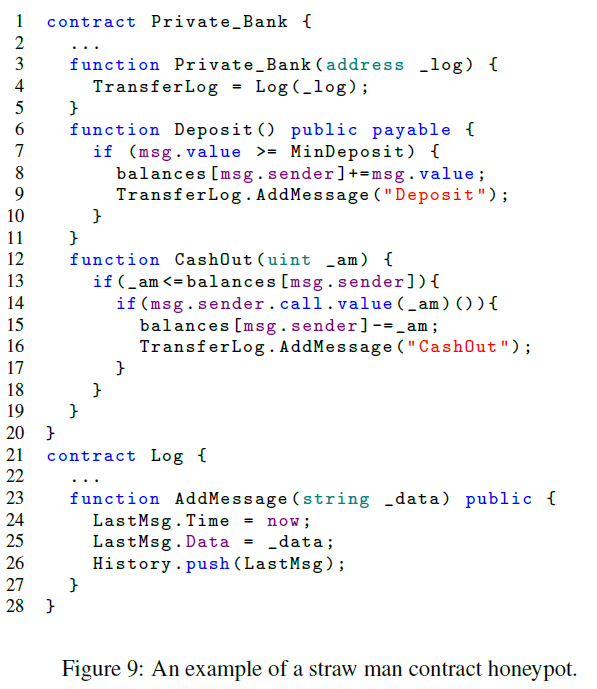 1 contract Private_Bank {
2   ...
3   function Private_Bank(address _log) {
4     TransferLog = Log(_log);
5   }
6   function Deposit() public payable {
7     if (msg.value >= MinDeposit) {
8       balances[msg.sender]+=msg.value;
9       TransferLog.AddMessage("Deposit");
10     }
11   }
12   function CashOut(uint _am) {
13     if(_am<=balances[msg.sender]){
14       if(msg.sender.call.value(_am)()){
15         balances[msg.sender]-=_am;
16         TransferLog.AddMessage("CashOut");
17       }
18     }
19   }
20 }
21 contract Log {
22   ...
23   function AddMessage(string _data) public {
24     LastMsg.Time = now;
25     LastMsg.Data = _data;
26     History.push(LastMsg);
27   }
28 }
Figure 9: An example of a straw man contract honeypot.